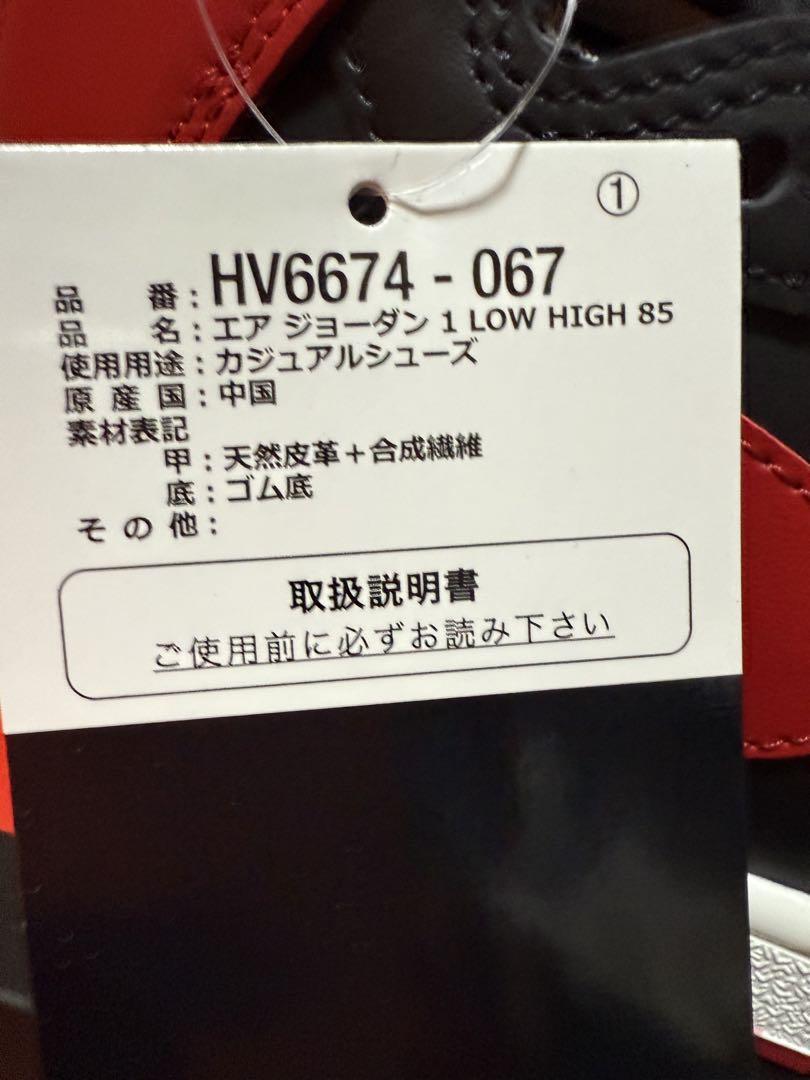 ①
品番:HV6674-067
品名:エア ジョーダン 1 LOW HIGH 85
使用用途:カジュアルシューズ
原産国:中国
素材表記
甲:天然皮革+合成繊維
底:ゴム底
その他:
取扱説明書
ご使用前に必ずお読み下さい